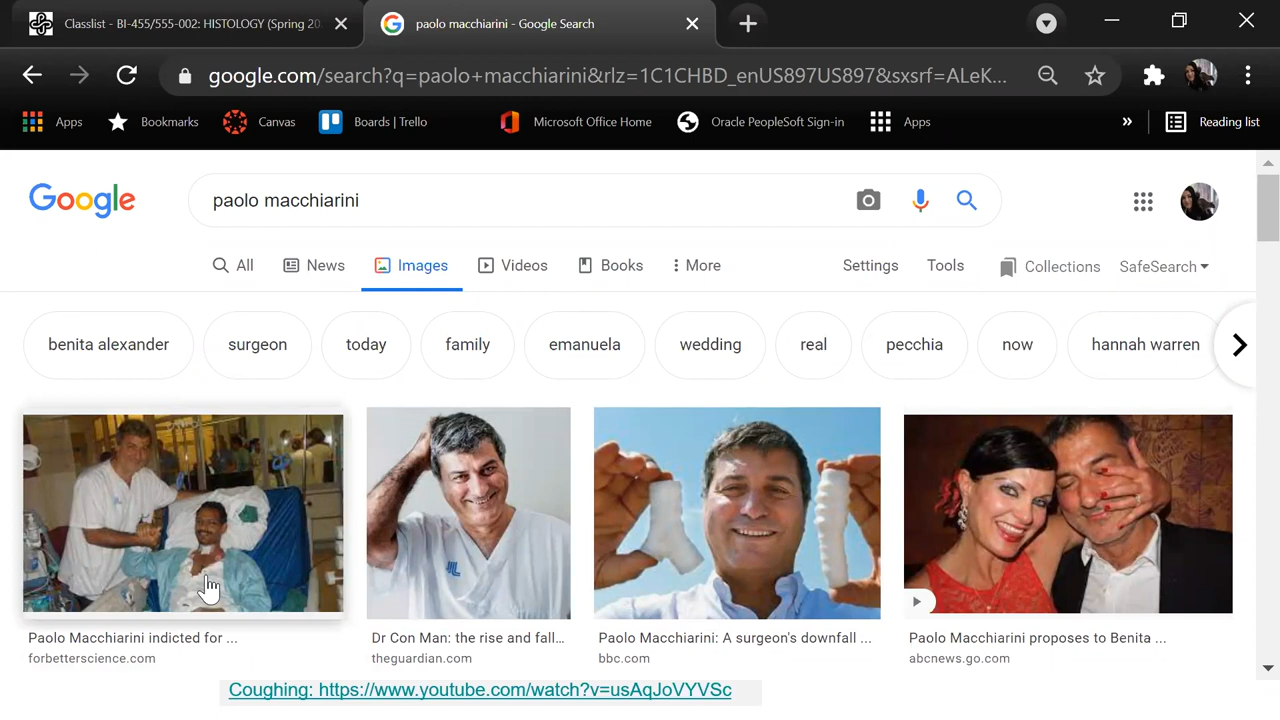 Classlist - BI-455/555-002: HISTOLOGY (Spring 20
paolo macchiarini - Google Search
google.com/search?q=paolo+macchiarini&rlz=1C1CHBD_enUS897US897&sxsrf=ALeK...
Apps Bookmarks Canvas Boards | Trello Microsoft Office Home Oracle PeopleSoft Sign-in Apps » Reading list
Google paolo macchiarini
All News Images Videos Books More Settings Tools Collections SafeSearch
benita alexander surgeon today family emanuela wedding real pecchia now hannah warren
Paolo Macchiarini indicted for ... Dr Con Man: the rise and fall... Paolo Macchiarini: A surgeon's downfall ... Paolo Macchiarini proposes to Benita ...
forbetterscience.com theguardian.com bbc.com abcnews.go.com
Coughing: https://www.youtube.com/watch?v=usAqJoVYVSc